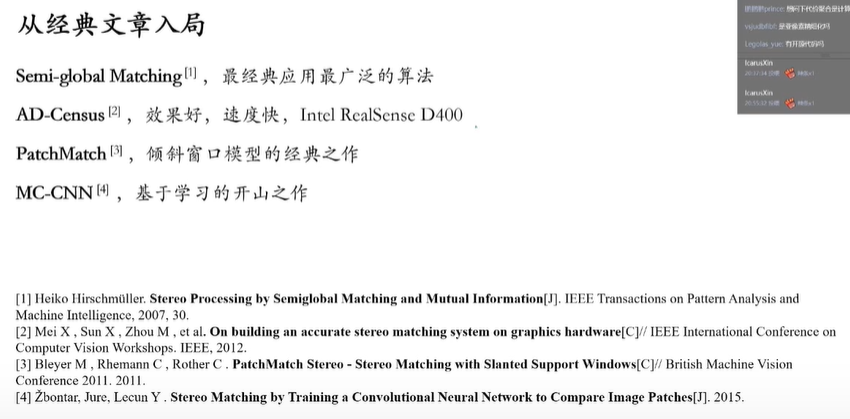 从经典文章入局
Semi-global Matching[1]，最经典应用最广泛的算法
AD-Census[2]，效果好，速度快，Intel RealSense D400
PatchMatch[3]，倾斜窗口模型的经典之作
MC-CNN[4]，基于学习的开山之作
[1] Heiko Hirschmüller. Stereo Processing by Semiglobal Matching and Mutual Information[J]. IEEE Transactions on Pattern Analysis and
Machine Intelligence, 2007, 30.
[2] Mei X , Sun X , Zhou M , et al. On building an accurate stereo matching system on graphics hardware[C]// IEEE International Conference on
Computer Vision Workshops. IEEE, 2012.
[3] Bleyer M , Rhemann C , Rother C . PatchMatch Stereo - Stereo Matching with Slanted Support Windows[C]// British Machine Vision
Conference 2011. 2011.
[4] Žbontar, Jure, Lecun Y . Stereo Matching by Training a Convolutional Neural Network to Compare Image Patches[J]. 2015.
Legolas_yue: 有开源代码吗
IcarusXin
IcarusXin